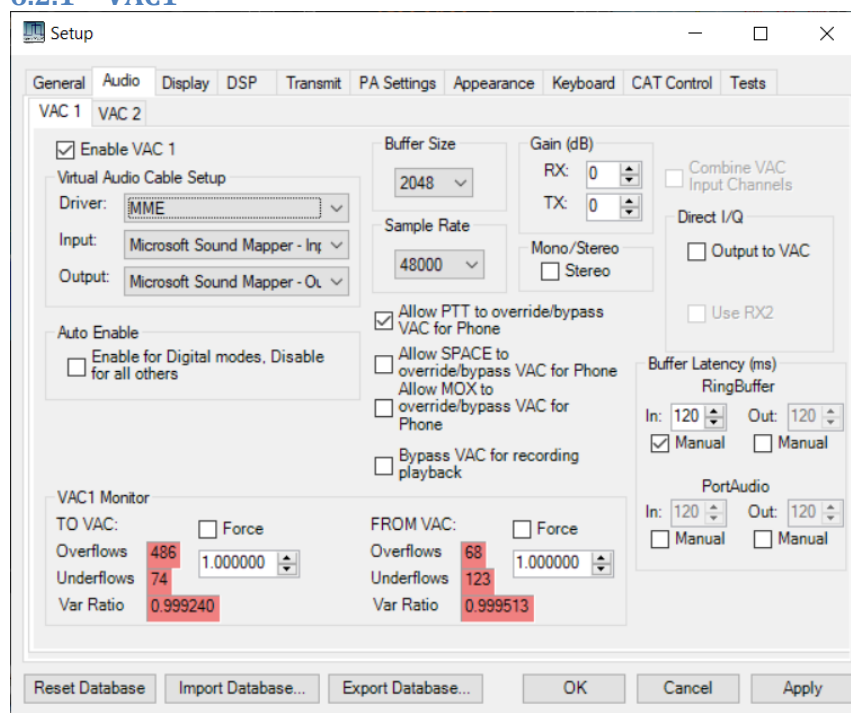 6.2.1 VAC1
Setup
General Audio Display DSP Transmit PA Settings Appearance Keyboard CAT Control Tests
VAC 1 VAC 2
Enable VAC 1
Virtual Audio Cable Setup
Driver: MME
Input: Microsoft Sound Mapper - Inp
Output: Microsoft Sound Mapper - Ou
Auto Enable
Enable for Digital modes, Disable
for all others
Buffer Size
2048
Sample Rate
48000
Gain (dB)
RX: 0
TX: 0
Mono/Stereo
Stereo
Combine VAC
Input Channels
Direct I/Q
Output to VAC
Use RX2
Allow PTT to override/bypass
VAC for Phone
Allow SPACE to
override/bypass VAC for Phone
Allow MOX to
override/bypass VAC for
Phone
Bypass VAC for recording
playback
Buffer Latency (ms)
RingBuffer
In: 120 Out: 120
Manual Manual
PortAudio
In: 120 Out: 120
Manual Manual
VAC1 Monitor
TO VAC: Force
Overflows 486 1.000000
Underflows 74
Var Ratio 0.999240
FROM VAC: Force
Overflows 68 1.000000
Underflows 123
Var Ratio 0.999513
Reset Database Import Database... Export Database... OK Cancel Apply